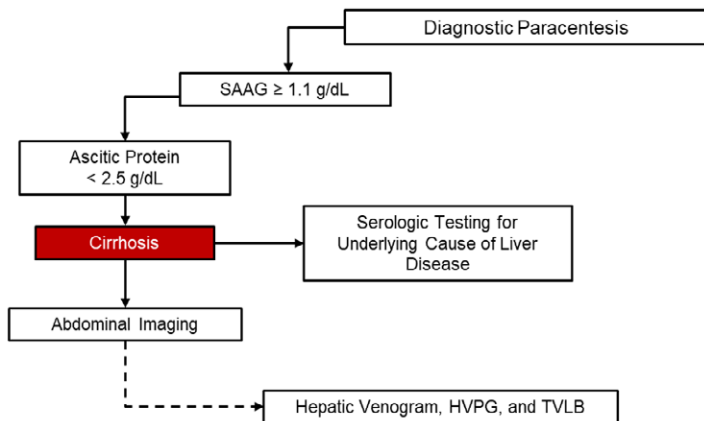 Diagnostic Paracentesis
SAAG ≥ 1.1 g/dL
Ascitic Protein
< 2.5 g/dL
Cirrhosis
Serologic Testing for
Underlying Cause of Liver
Disease
Abdominal Imaging
Hepatic Venogram, HVPG, and TVLB